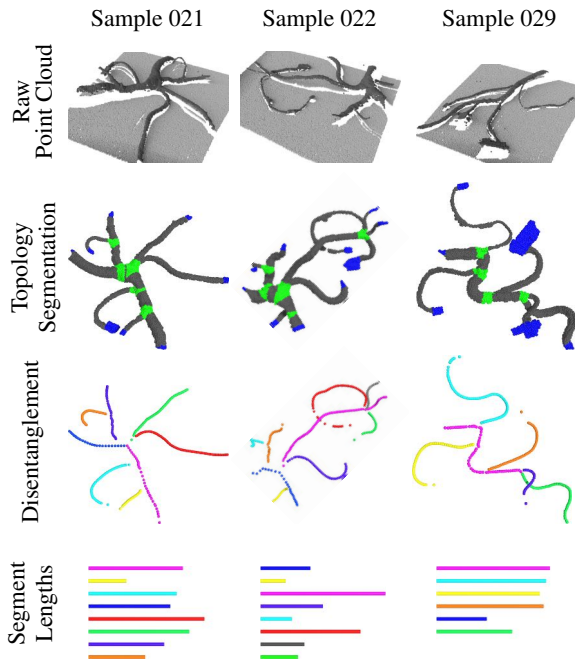 Sample 021 Sample 022 Sample 029
Raw
Point Cloud
Topology
Segmentation
Disentanglement
Segment
Lengths